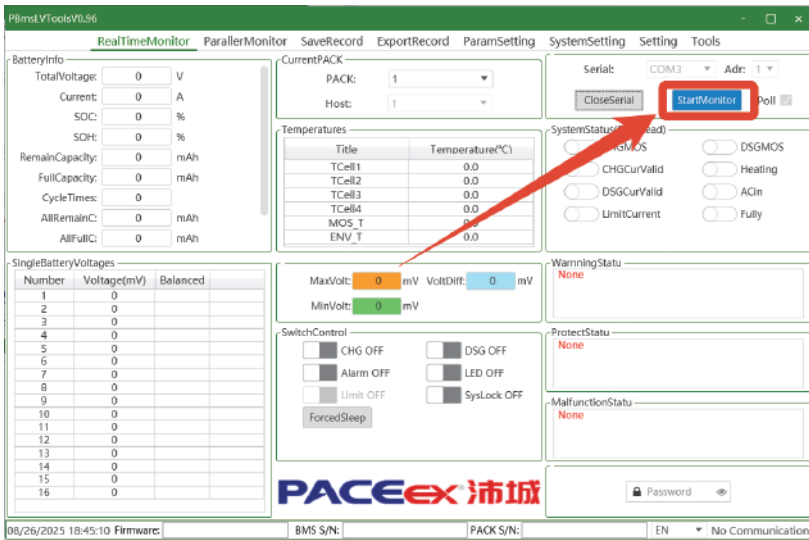 PBmsLVToolsV0.96
RealTimeMonitor ParallerMonitor SaveRecord ExportRecord ParamSetting SystemSetting Setting Tools
BatteryInfo
TotalVoltage: 0 V
Current: 0 A
SOC: 0 %
SOH: 0 %
RemainCapacity: 0 mAh
FullCapacity: 0 mAh
CycleTimes: 0
AllRemainC: 0 mAh
AllFullC: 0 mAh
CurrentPACK
PACK: 1
Host: 1
Serial: COM3 Adr: 1
CloseSerial StartMonitor Poll
Temperatures
Title Temperature(℃)
TCell1 0.0
TCell2 0.0
TCell3 0.0
TCell4 0.0
MOS_T 0.0
ENV_T 0.0
DSGMOS
CHGCurValid Heating
DSGCurValid ACin
LimitCurrent Fully
SingleBatteryVoltages
Number Voltage(mV) Balanced
1 0
2 0
3 0
4 0
5 0
6 0
7 0
8 0
9 0
10 0
11 0
12 0
13 0
14 0
15 0
16 0
MaxVolt: 0 mV VoltDiff: 0 mV
MinVolt: 0 mV
SwitchControl
CHG OFF DSG OFF
Alarm OFF LED OFF
Limit OFF SysLock OFF
ForcedSleep
WarnningStatu
None
ProtectStatu
None
MalfunctionStatu
None
PACEex 沛城
Password
08/26/2025 18:45:10 Firmware: BMS S/N: PACK S/N: EN No Communication